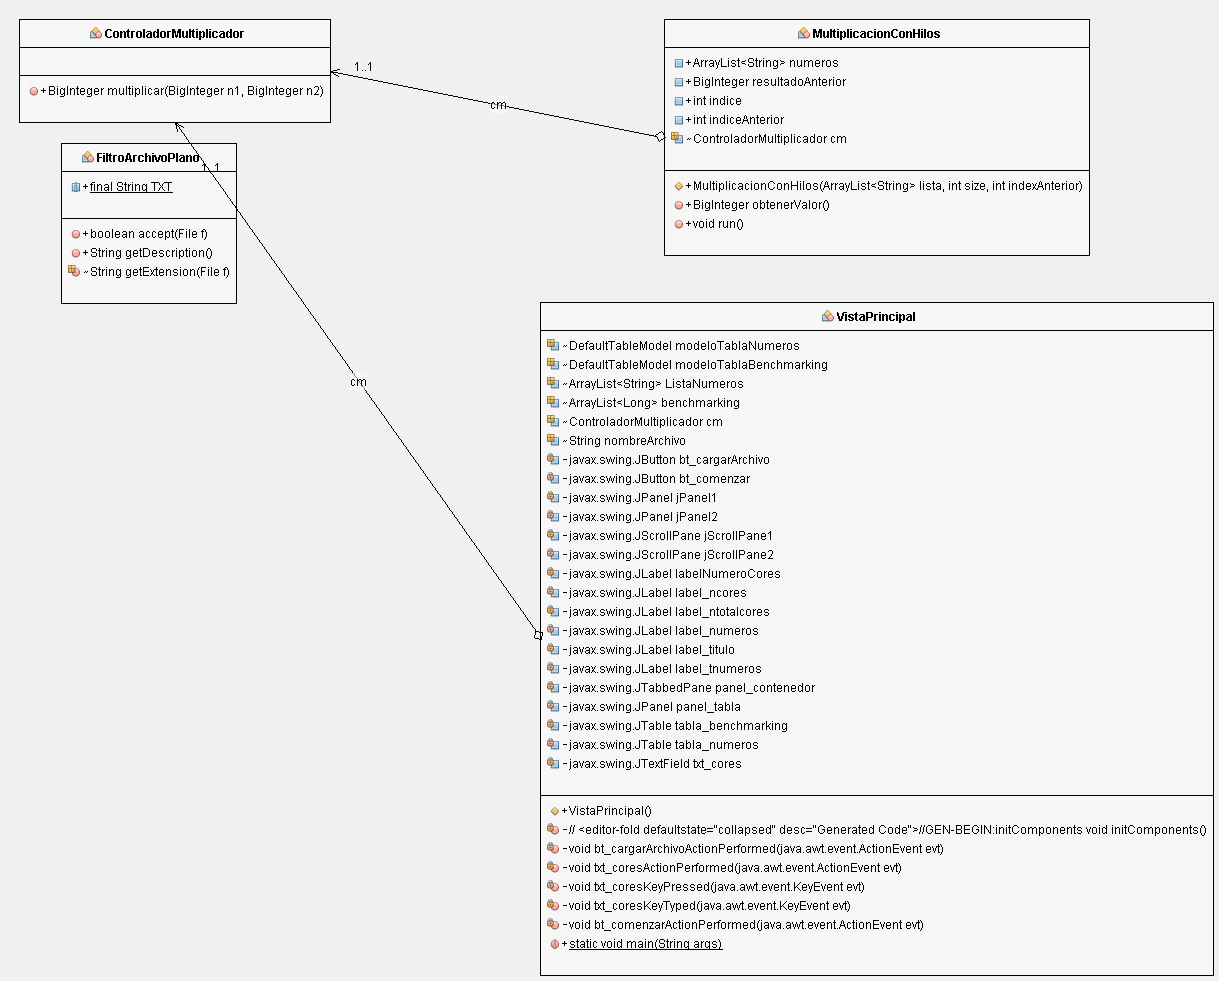 ControladorMultiplicador
+BigInteger multiplicar(BigInteger n1, BigInteger n2)
1..1
cm
MultiplicacionConHilos
+ArrayList<String> numeros
+BigInteger resultadoAnterior
+int indice
+int indiceAnterior
~ControladorMultiplicador cm
+MultiplicacionConHilos(ArrayList<String> lista, int size, int indexAnterior)
+BigInteger obtenerValor()
+void run()
FiltroArchivoPlano
1..1
+final String TXT
+boolean accept(File f)
+String getDescription()
~String getExtension(File f)
cm
VistaPrincipal
~DefaultTableModel modeloTablaNumeros
~DefaultTableModel modeloTablaBenchmarking
~ArrayList<String> ListaNumeros
~ArrayList<Long> benchmarking
~ControladorMultiplicador cm
~String nombreArchivo
-javax.swing.JButton bt_cargarArchivo
-javax.swing.JButton bt_comenzar
-javax.swing.JPanel jPanel1
-javax.swing.JPanel jPanel2
-javax.swing.JScrollPane jScrollPane1
-javax.swing.JScrollPane jScrollPane2
-javax.swing.JLabel labelNumeroCores
-javax.swing.JLabel label_ncores
-javax.swing.JLabel label_ntotalcores
-javax.swing.JLabel label_numeros
-javax.swing.JLabel label_titulo
-javax.swing.JLabel label_tnumeros
-javax.swing.JTabbedPane panel_contenedor
-javax.swing.JPanel panel_tabla
-javax.swing.JTable tabla_benchmarking
-javax.swing.JTable tabla_numeros
-javax.swing.JTextField txt_cores
+VistaPrincipal()
-// <editor-fold defaultstate="collapsed" desc="Generated Code">//GEN-BEGIN:initComponents void initComponents()
-void bt_cargarArchivoActionPerformed(java.awt.event.ActionEvent evt)
-void txt_coresActionPerformed(java.awt.event.ActionEvent evt)
-void txt_coresKeyPressed(java.awt.event.KeyEvent evt)
-void txt_coresKeyTyped(java.awt.event.KeyEvent evt)
-void bt_comenzarActionPerformed(java.awt.event.ActionEvent evt)
+static void main(String args)